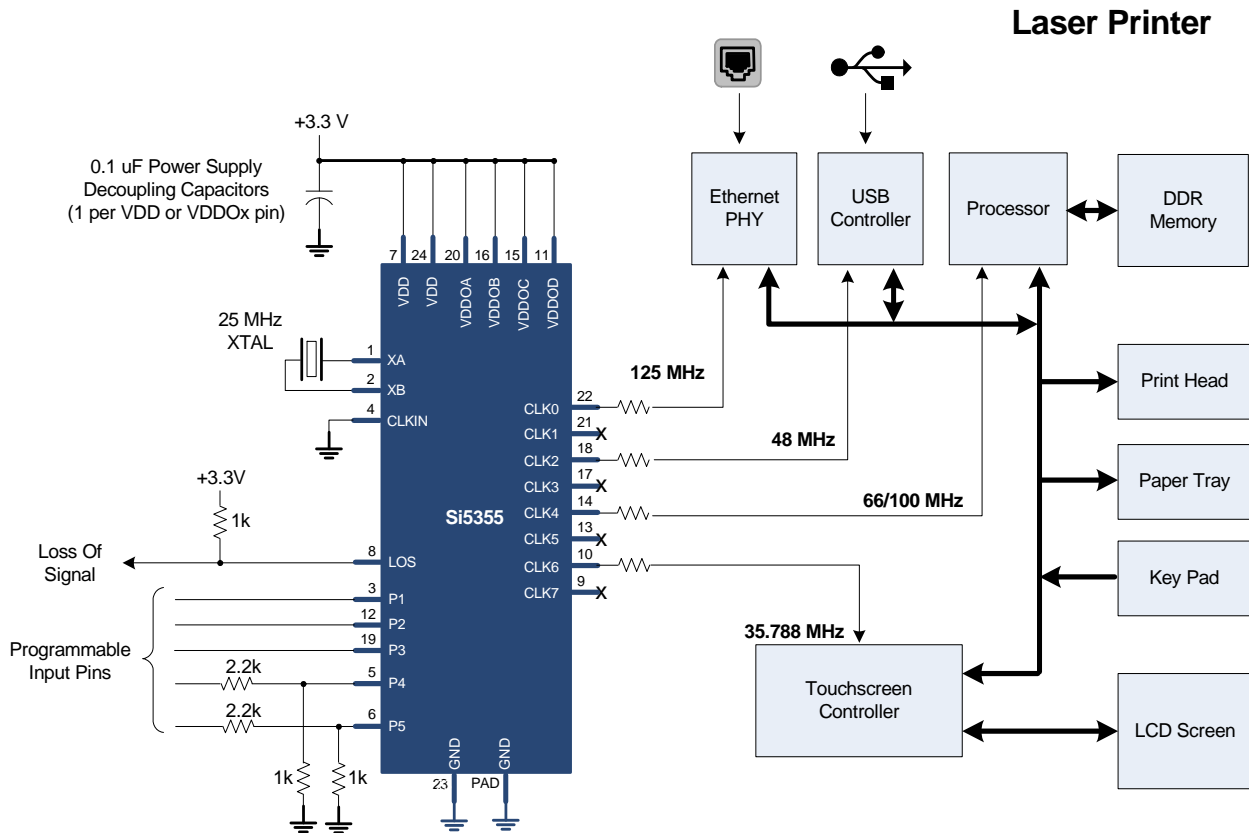 Laser Printer
+3.3 V
0.1 uF Power Supply
Decoupling Capacitors
(1 per VDD or VDDOx pin)
7
24
20
16
15
11
VDD
VDD
VDDOA
VDDOB
VDDOC
VDDOD
Ethernet
PHY
USB
Controller
Processor
DDR
Memory
25 MHz
XTAL
1
XA
2
XB
4
CLKIN
125 MHz
22
CLK0
21
CLK1
X
48 MHz
18
CLK2
17
CLK3
X
66/100 MHz
14
CLK4
13
CLK5
X
10
CLK6
9
CLK7
X
Si5355
Print Head
Paper Tray
Key Pad
+3.3V
1k
Loss Of
Signal
8
LOS
3
P1
12
P2
19
P3
Programmable
Input Pins
2.2k
5
P4
2.2k
6
P5
1k
1k
GND
GND
23
PAD
35.788 MHz
Touchscreen
Controller
LCD Screen